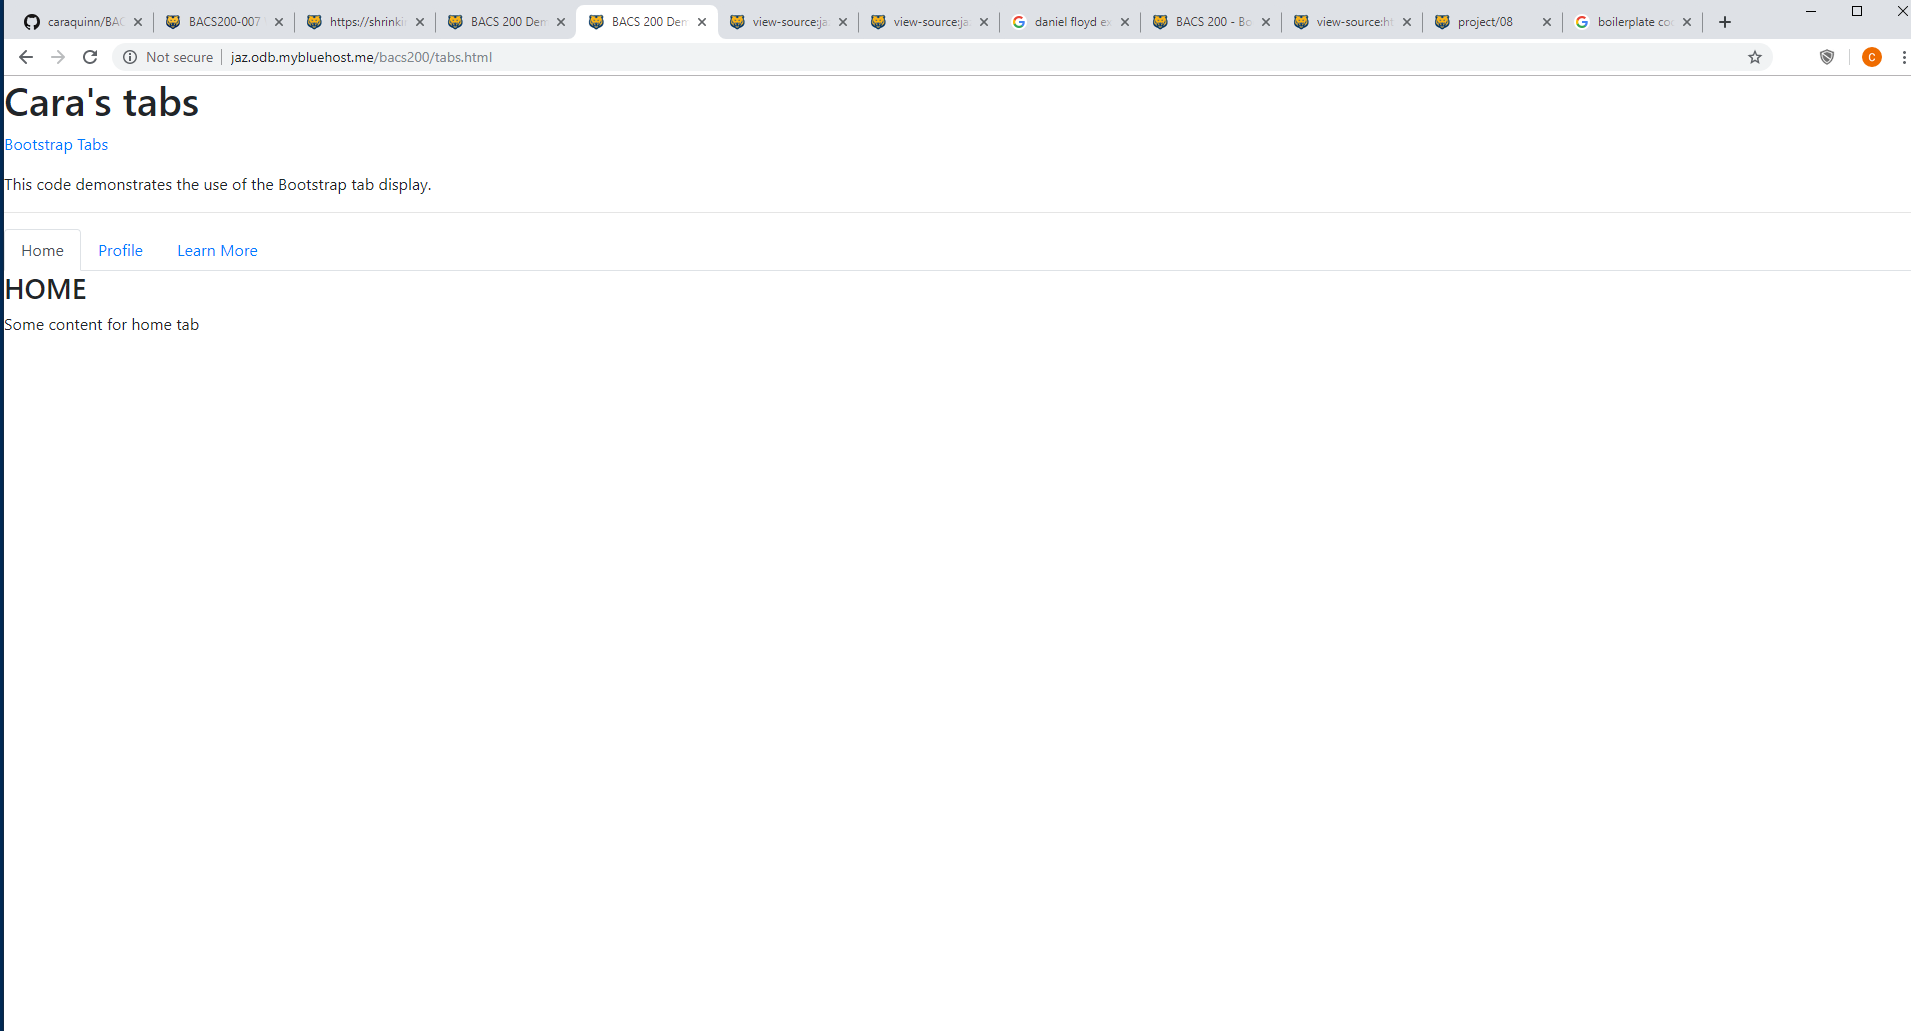 caraquinn/BAC
BACS200-007
https://shrinki
BACS 200 Dem
BACS 200 Dem
view-source:ja
view-source:ja
daniel floyd ex
BACS 200 - Bo
view-source:ht
project/08
boilerplate coc
Not secure jaz.odb.mybluehost.me/bacs200/tabs.html
C
Cara's tabs
Bootstrap Tabs
This code demonstrates the use of the Bootstrap tab display.
Home Profile Learn More
HOME
Some content for home tab